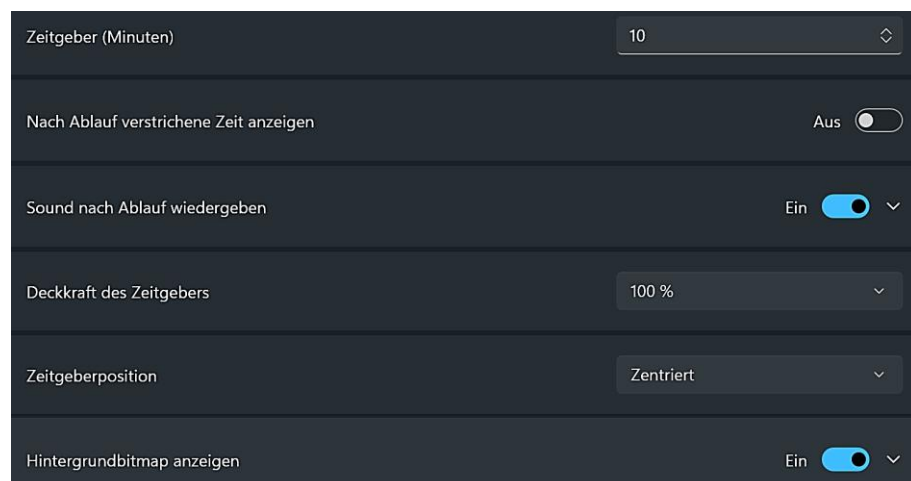 Zeitgeber (Minuten) 10
Nach Ablauf verstrichene Zeit anzeigen Aus
Sound nach Ablauf wiedergeben Ein
Deckkraft des Zeitgebers 100 %
Zeitgeberposition Zentriert
Hintergrundbitmap anzeigen Ein